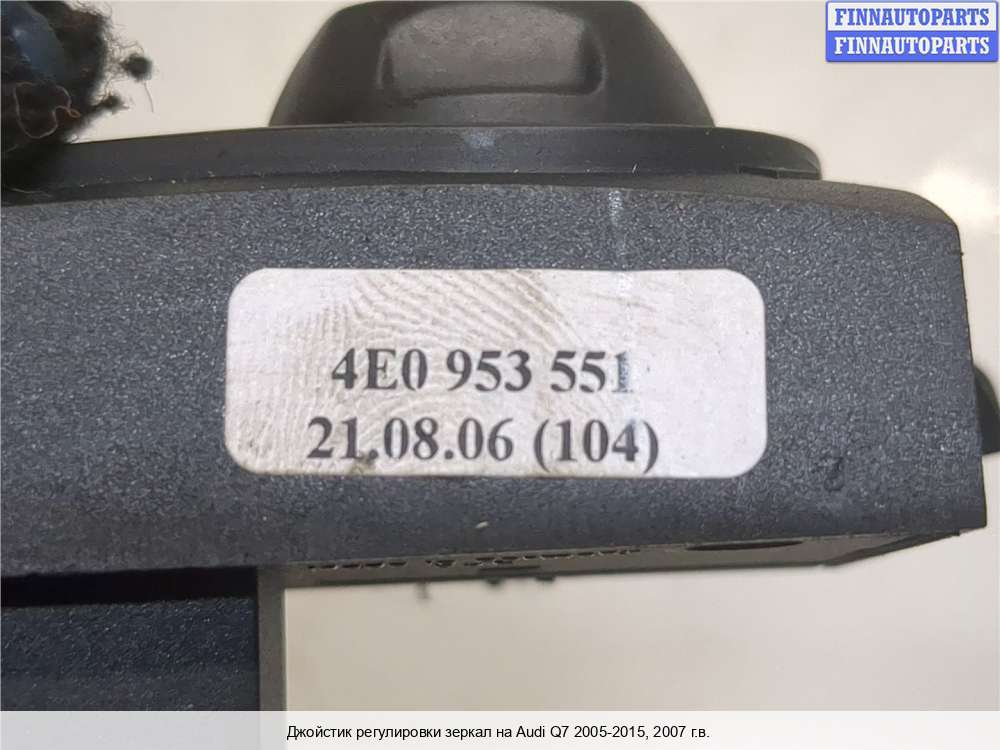 FINNAUTOPARTS
FINNAUTOPARTS
4E0 953 551
21.08.06 (104)
Джойстик регулировки зеркал на Audi Q7 2005-2015, 2007 г.в.